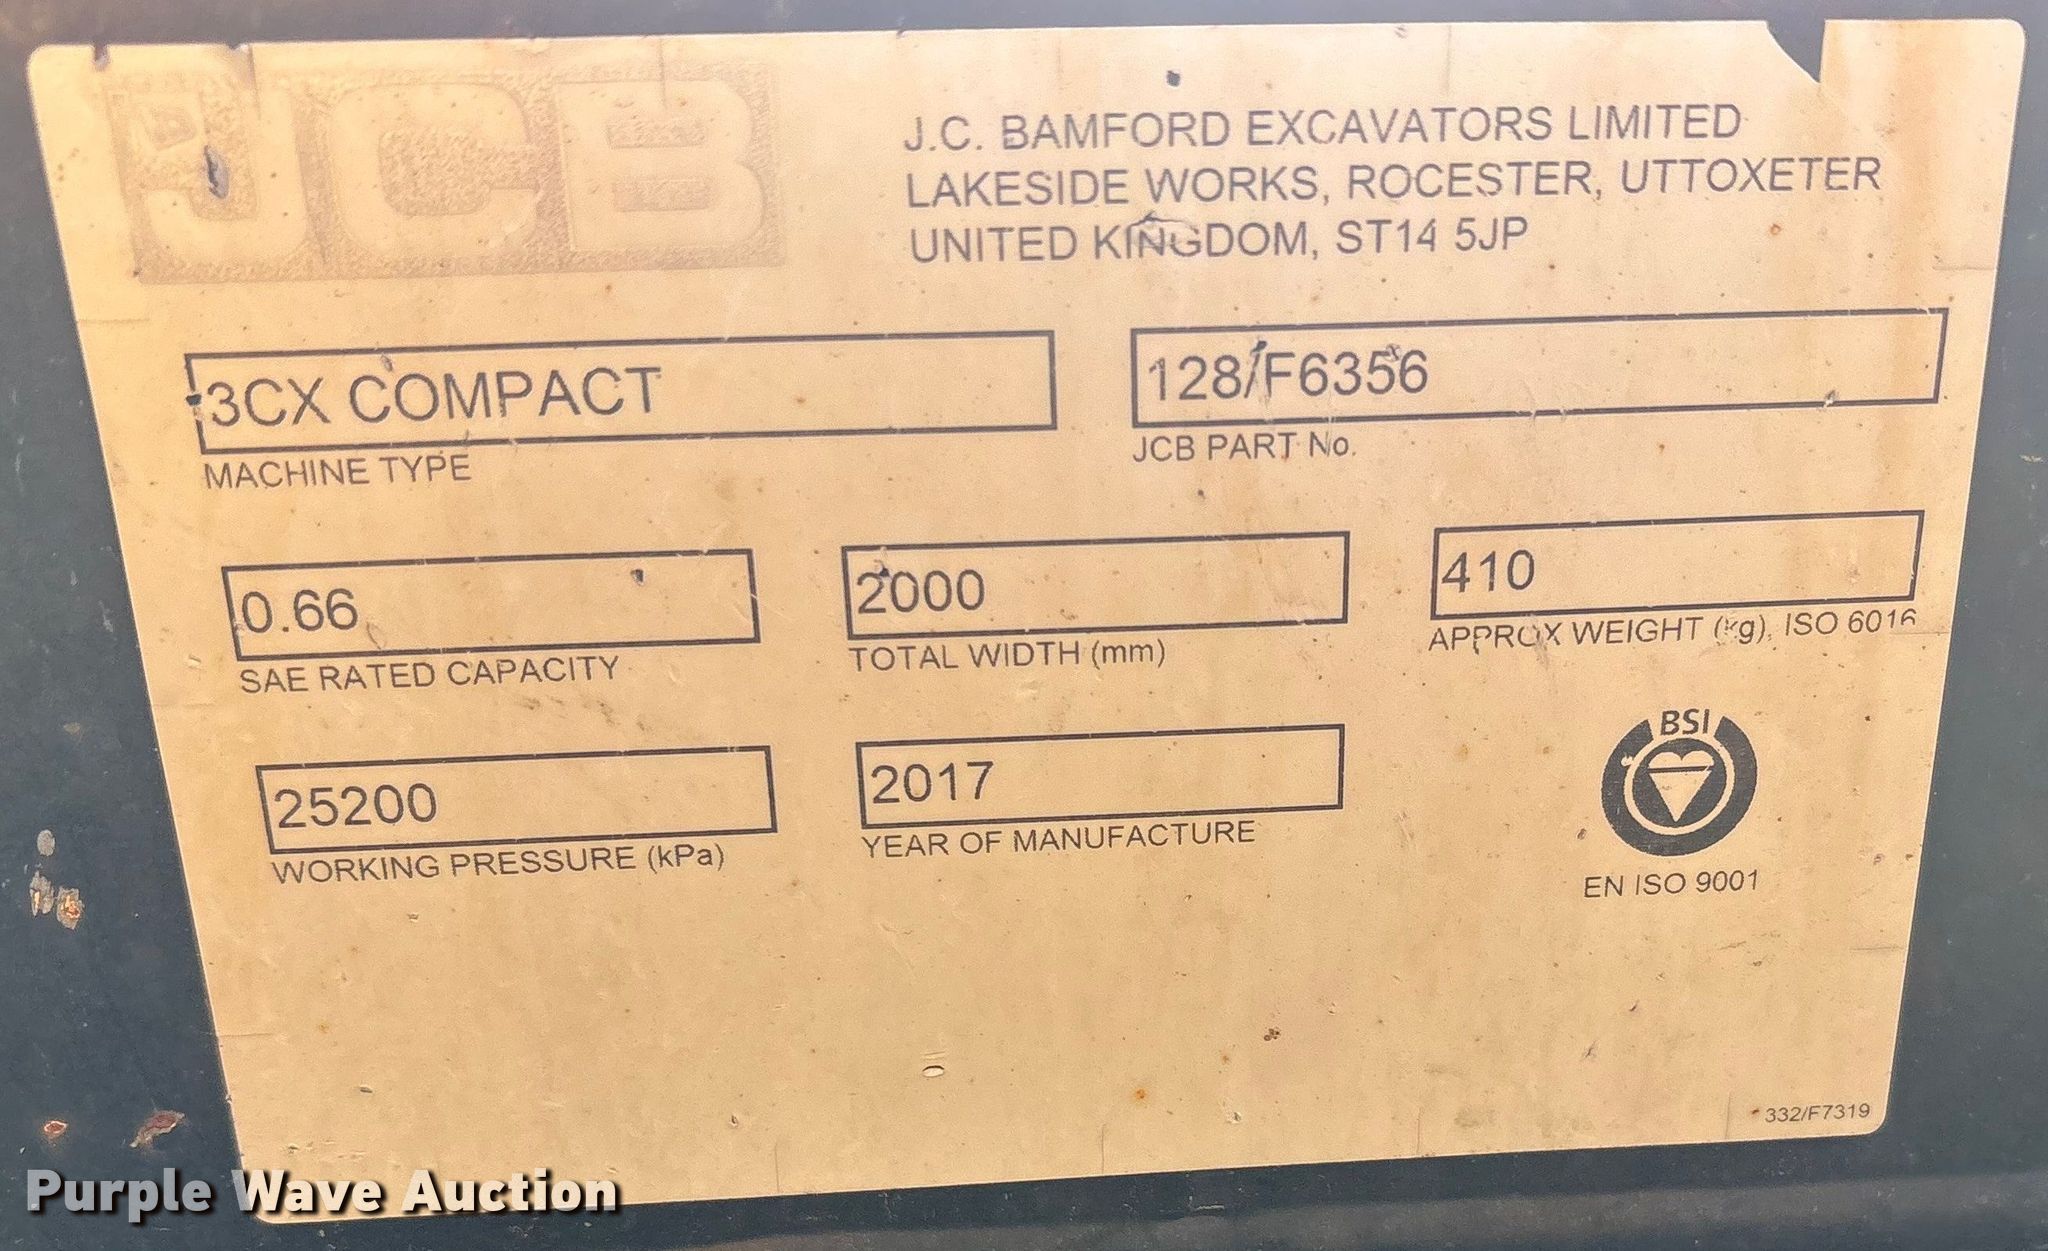 JCB
J.C. BAMFORD EXCAVATORS LIMITED
LAKESIDE WORKS, ROCESTER, UTTOXETER
UNITED KINGDOM, ST14 5JP
3CX COMPACT
MACHINE TYPE
128/F6356
JCB PART No.
0.66
SAE RATED CAPACITY
2000
TOTAL WIDTH (mm)
410
APPROX WEIGHT (kg), ISO 6016
25200
WORKING PRESSURE (kPa)
2017
YEAR OF MANUFACTURE
BSI
EN ISO 9001
332/F7319
Purple Wave Auction